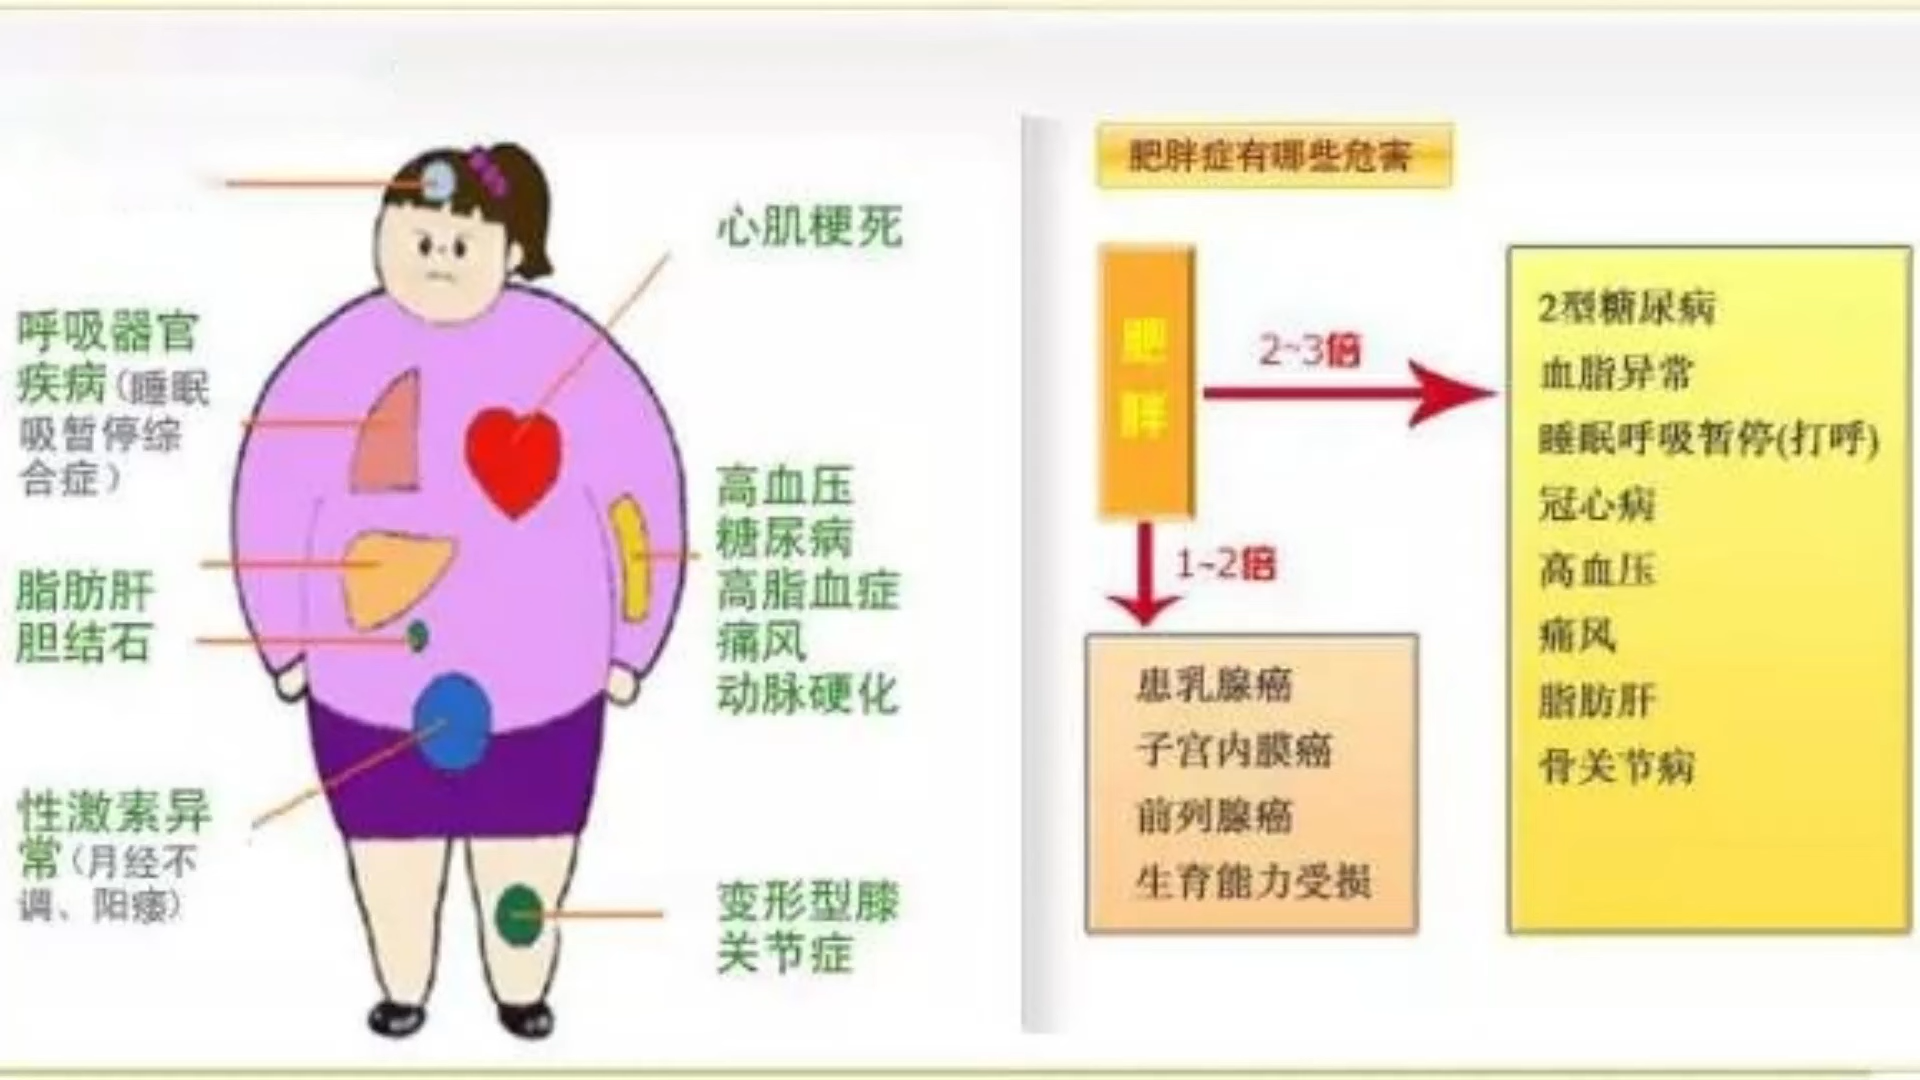 心肌梗死
呼吸器官
疾病(睡眠
吸暂停综
合症)
高血压
糖尿病
高脂血症
痛风
动脉硬化
脂肪肝
胆结石
性激素异
常(月经不
调、阳痿)
变形型膝
关节症
肥胖症有哪些危害
肥
胖
2~3倍
1~2倍
2型糖尿病
血脂异常
睡眠呼吸暂停(打呼)
冠心病
高血压
痛风
脂肪肝
骨关节病
患乳腺癌
子宫内膜癌
前列腺癌
生育能力受损